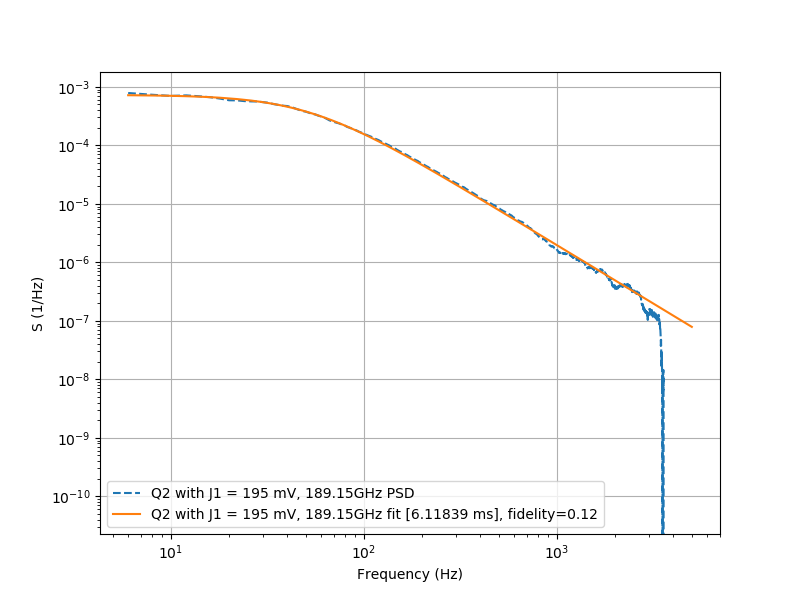 S (1/Hz)
10⁻³
10⁻⁴
10⁻⁵
10⁻⁶
10⁻⁷
10⁻⁸
10⁻⁹
10⁻¹⁰
Q2 with J1 = 195 mV, 189.15GHz PSD
Q2 with J1 = 195 mV, 189.15GHz fit [6.11839 ms], fidelity=0.12
10¹ 10² 10³
Frequency (Hz)